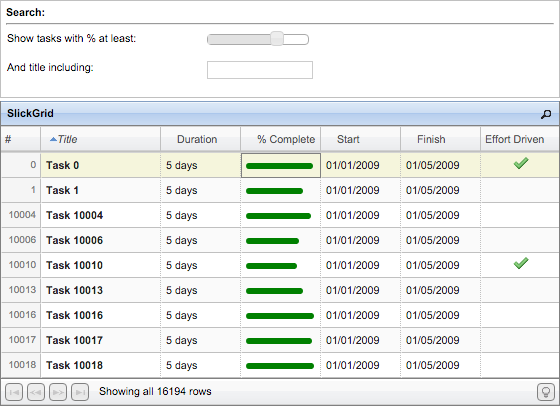 Search:
Show tasks with % at least:
And title including:
SlickGrid
# Title Duration % Complete Start Finish Effort Driven
0 Task 0 5 days 01/01/2009 01/05/2009
1 Task 1 5 days 01/01/2009 01/05/2009
10004 Task 10004 5 days 01/01/2009 01/05/2009
10006 Task 10006 5 days 01/01/2009 01/05/2009
10010 Task 10010 5 days 01/01/2009 01/05/2009
10013 Task 10013 5 days 01/01/2009 01/05/2009
10016 Task 10016 5 days 01/01/2009 01/05/2009
10017 Task 10017 5 days 01/01/2009 01/05/2009
10018 Task 10018 5 days 01/01/2009 01/05/2009
Showing all 16194 rows